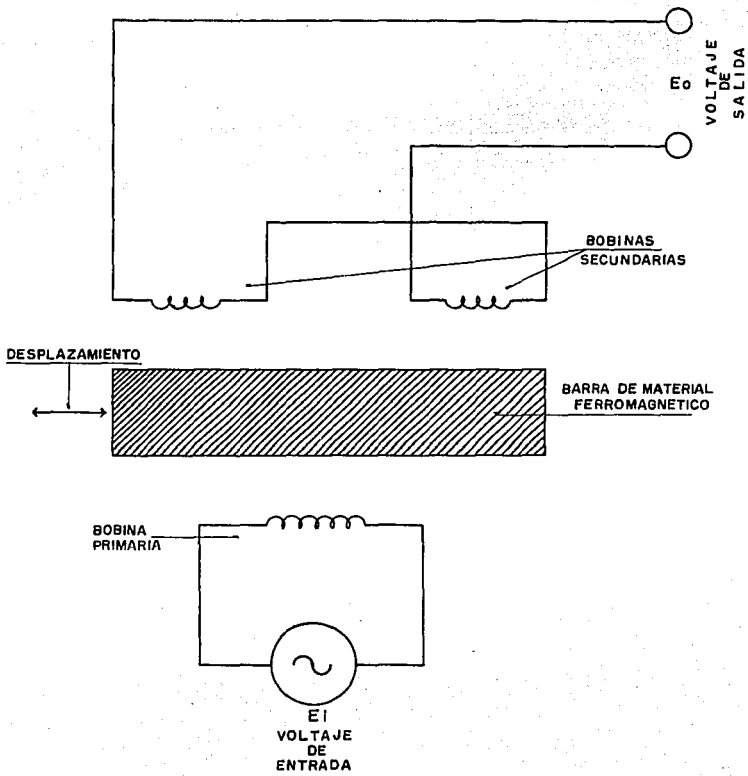 Eo
VOLTAJE
DE
SALIDA
BOBINAS
SECUNDARIAS
DESPLAZAMIENTO
BARRA DE MATERIAL
FERROMAGNETICO
BOBINA
PRIMARIA
EI
VOLTAJE
DE
ENTRADA